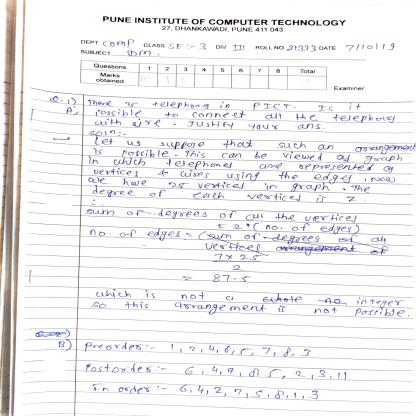 PUNE INSTITUTE OF COMPUTER TECHNOLOGY
27, DHANKAWADI, PUNE 411 043
DEPT Comp CLASS SE:-3 DIV III ROLL NO 21333 DATE 7/10/19
SUBJECT DM.
Questions 1 2 3 4 5 6 7 8 Total
Marks obtained
Examiner
Q-1) There 25 telephong in PICT. Is it
A, possible to connect all the telephones
with wire. Justify your ans.
soln:-
→ Let us suppose that such an arrangement
is possible. This can be viewed as graph
in which telephones are represented as
vertices & wires using the edges, now
we have 25 vertices in graph. The
degree of each vertices is 7.
∴
sum of degrees of all the vertices
= 2*(no. of edges)
no. of edges = (sum of degrees of all
vertices arrangement of
7 x 25
2
= 87.5
which is not a whole no integer
so this arrangement is not possible.
B) Preorder:- 1, 2, 4, 6, 5, 7, 8, 3
Postorder:- 6, 4, 7, 8, 5, 2, 3, 11
In order:- 6, 4, 2, 7, 5, 8, 1, 3